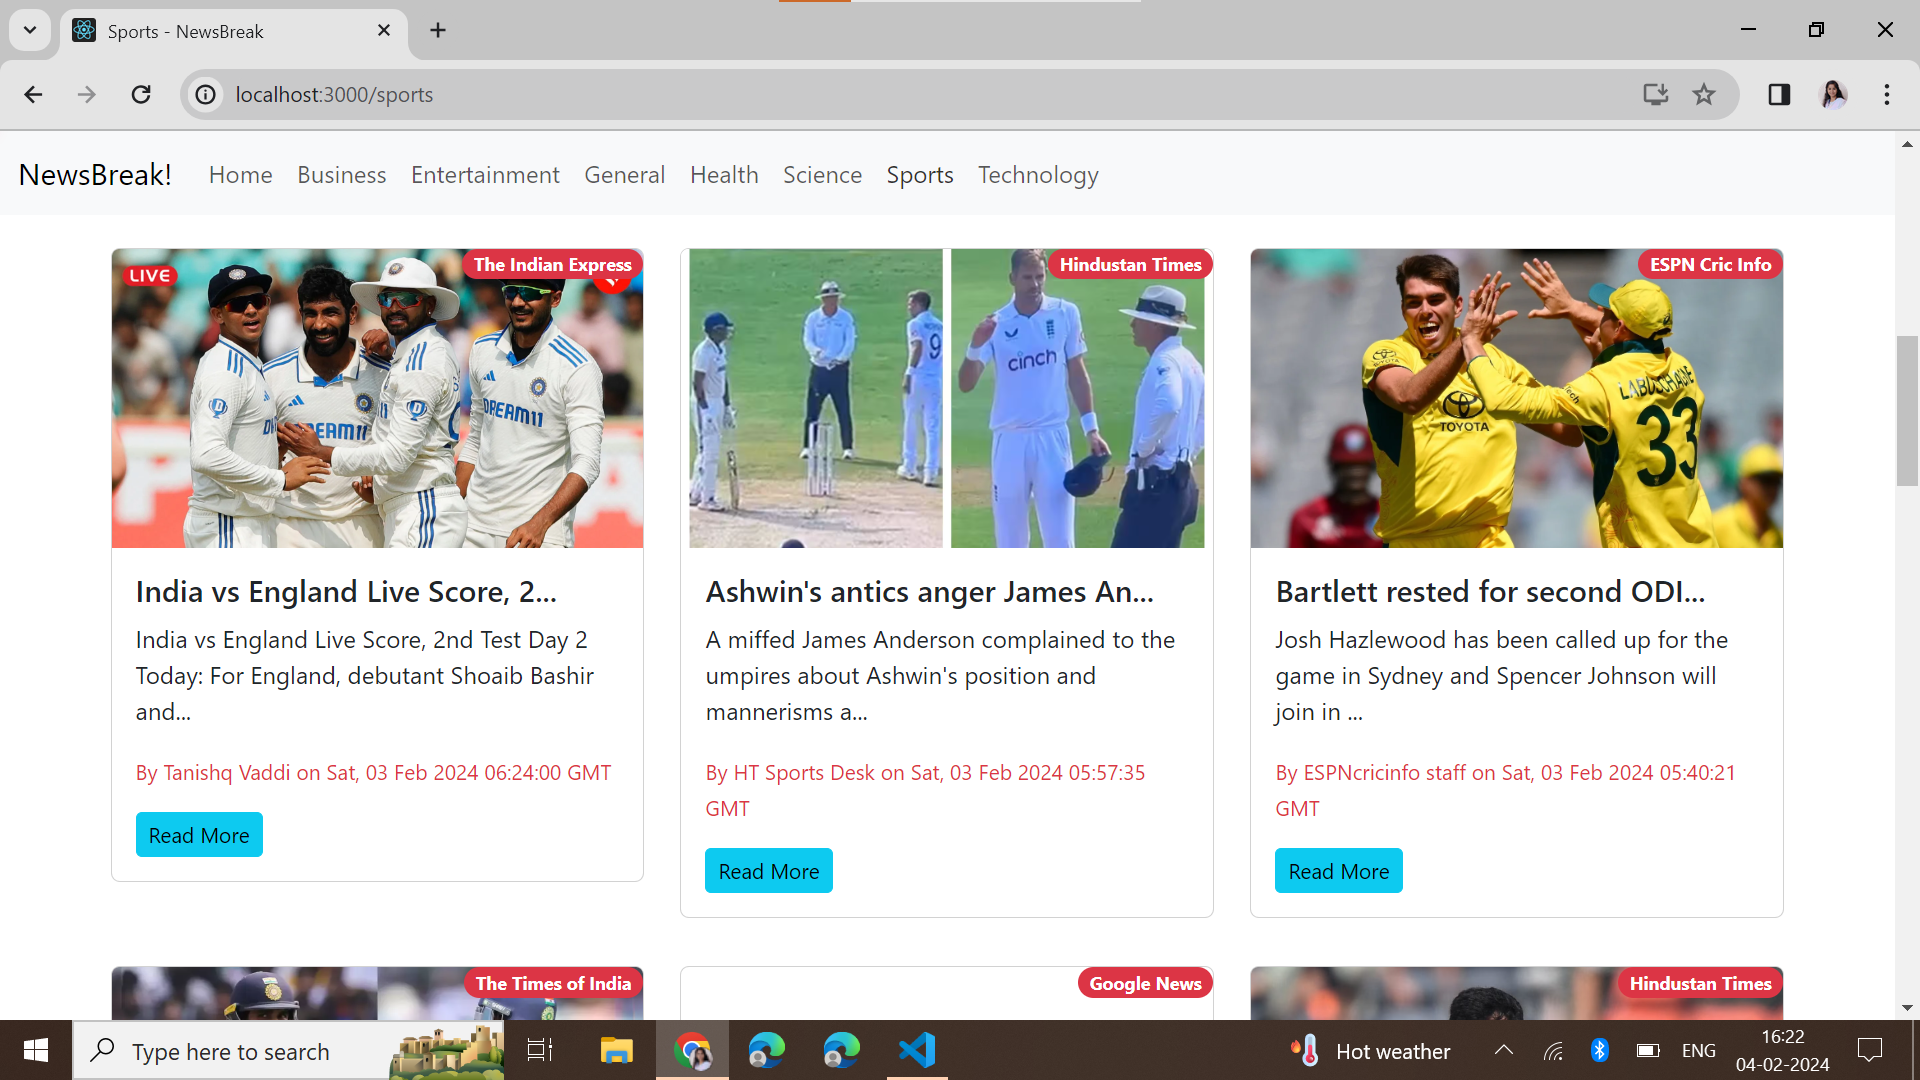 Sports - NewsBreak
localhost:3000/sports
NewsBreak!
Home
Business
Entertainment
General
Health
Science
Sports
Technology
LIVE
The Indian Express
DREAM11
DREAM11
India vs England Live Score, 2...
India vs England Live Score, 2nd Test Day 2
Today: For England, debutant Shoaib Bashir
and...
By Tanishq Vaddi on Sat, 03 Feb 2024 06:24:00 GMT
Read More
Hindustan Times
9
cinch
Ashwin's antics anger James An...
A miffed James Anderson complained to the
umpires about Ashwin's position and
mannerisms a...
By HT Sports Desk on Sat, 03 Feb 2024 05:57:35
GMT
Read More
ESPN Cric Info
TOYOTA
LABUSCHAGNE
33
Bartlett rested for second ODI...
Josh Hazlewood has been called up for the
game in Sydney and Spencer Johnson will
join in ...
By ESPNcricinfo staff on Sat, 03 Feb 2024 05:40:21
GMT
Read More
The Times of India
Google News
Hindustan Times
Type here to search
Hot weather
ENG
16:22
04-02-2024